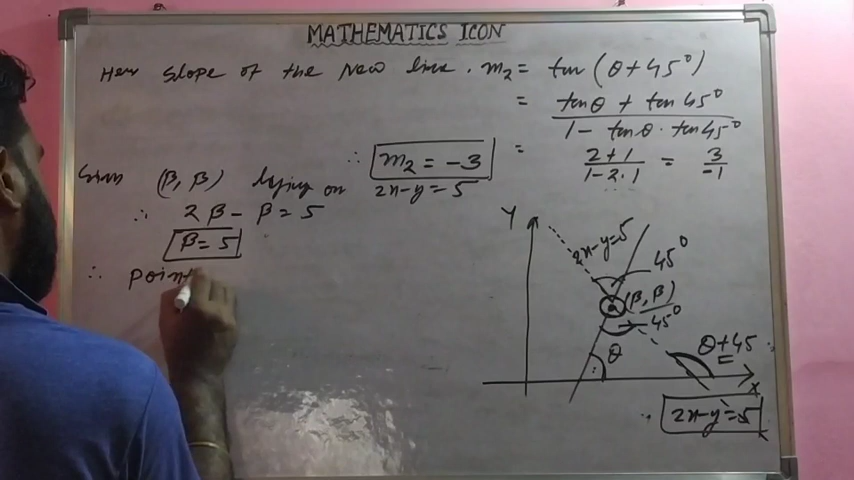 MATHEMATICS ICON
Here slope of the New line. m₂ = tan (θ+45°)
= tanθ + tan 45° / 1 - tanθ · tan45°
= 2+1 / 1-2·1 = 3 / -1
∴ m₂ = -3
Given (β, β) lying on 2x-y=5
∴ 2β - β = 5
β = 5
∴ Point
Y
2x-y=5
45°
(β, β)
45°
θ
θ+45
X
∴ 2x-y=5